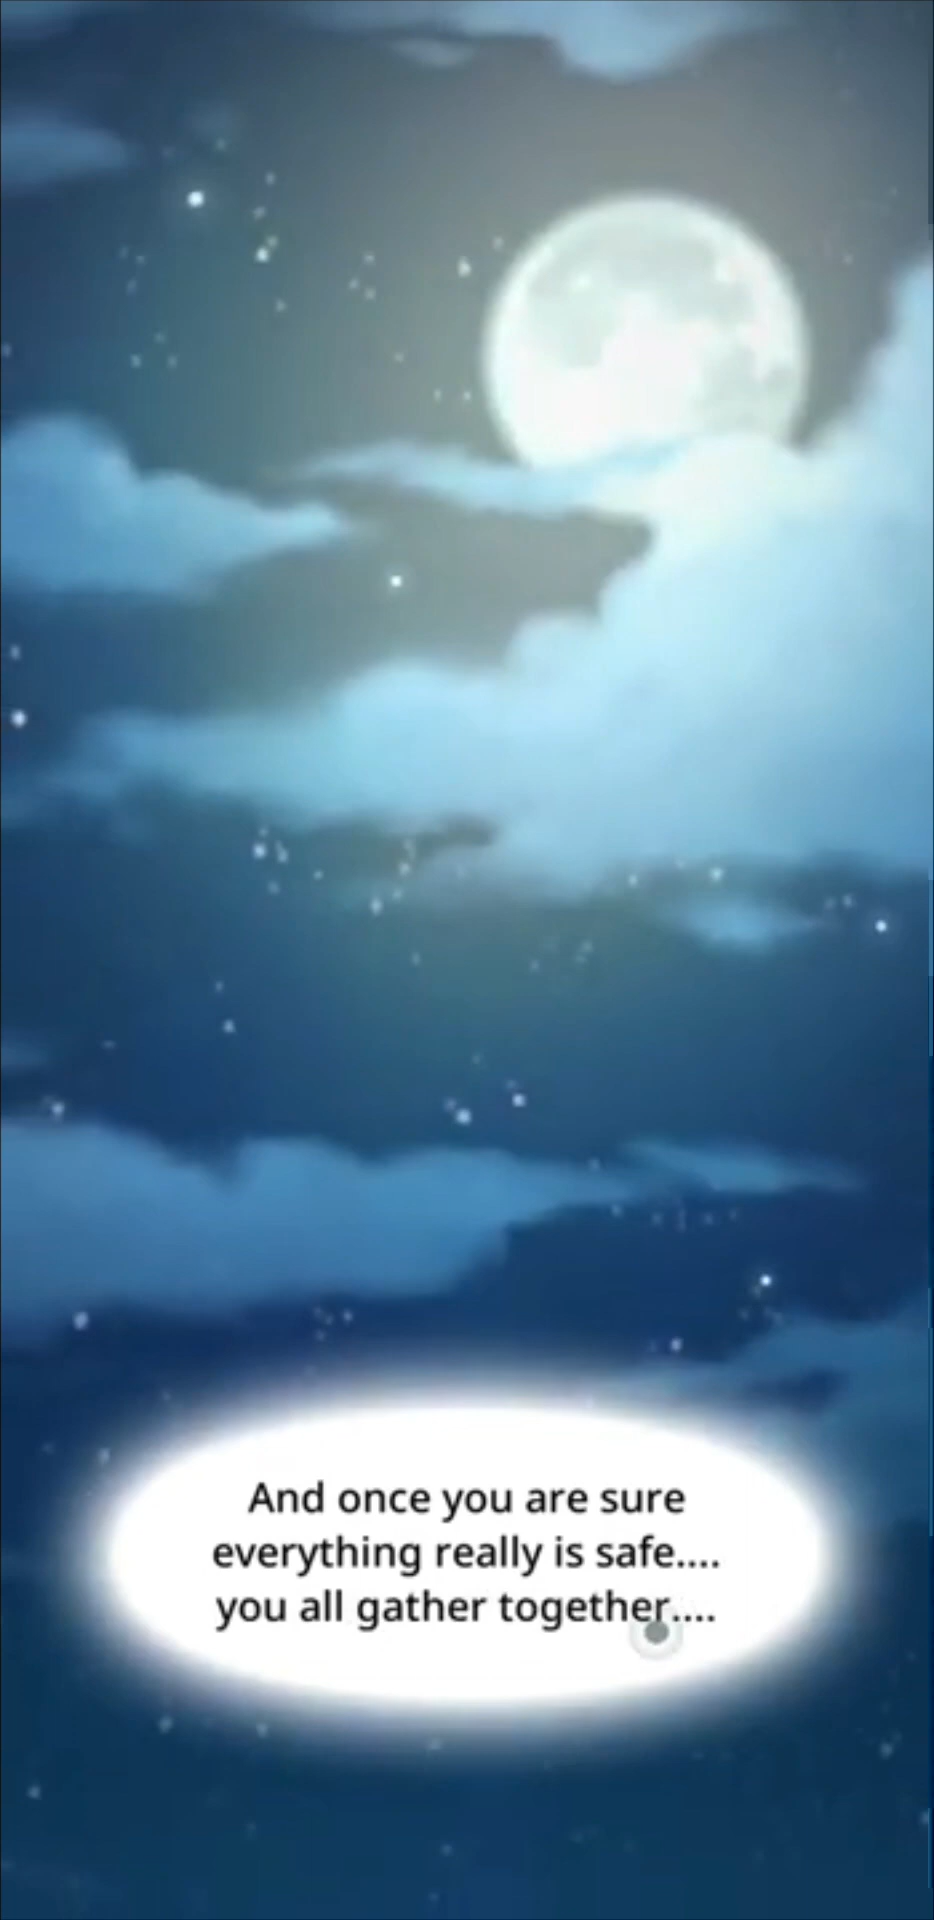 And once you are sure
everything really is safe....
you all gather together....